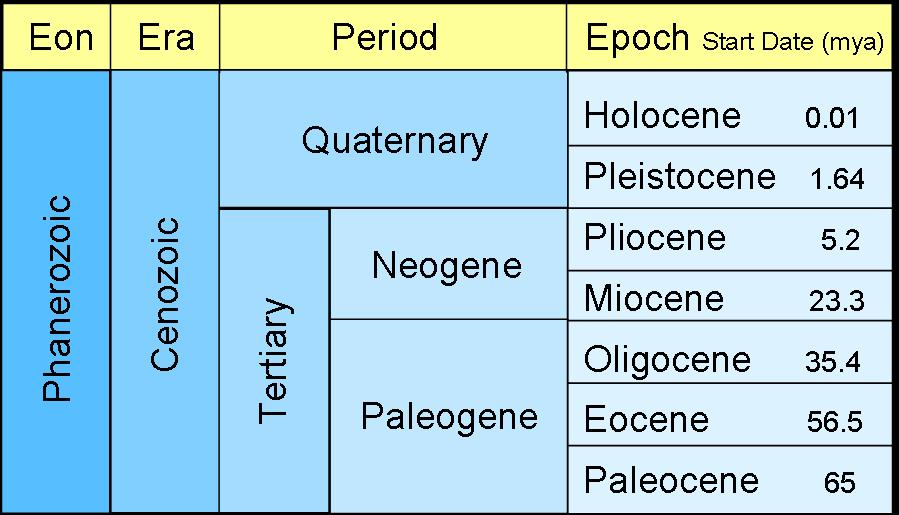 Eon Era Period Epoch Start Date (mya)
Phanerozoic
Cenozoic
Quaternary
Holocene 0.01
Pleistocene 1.64
Tertiary
Neogene
Pliocene 5.2
Miocene 23.3
Paleogene
Oligocene 35.4
Eocene 56.5
Paleocene 65